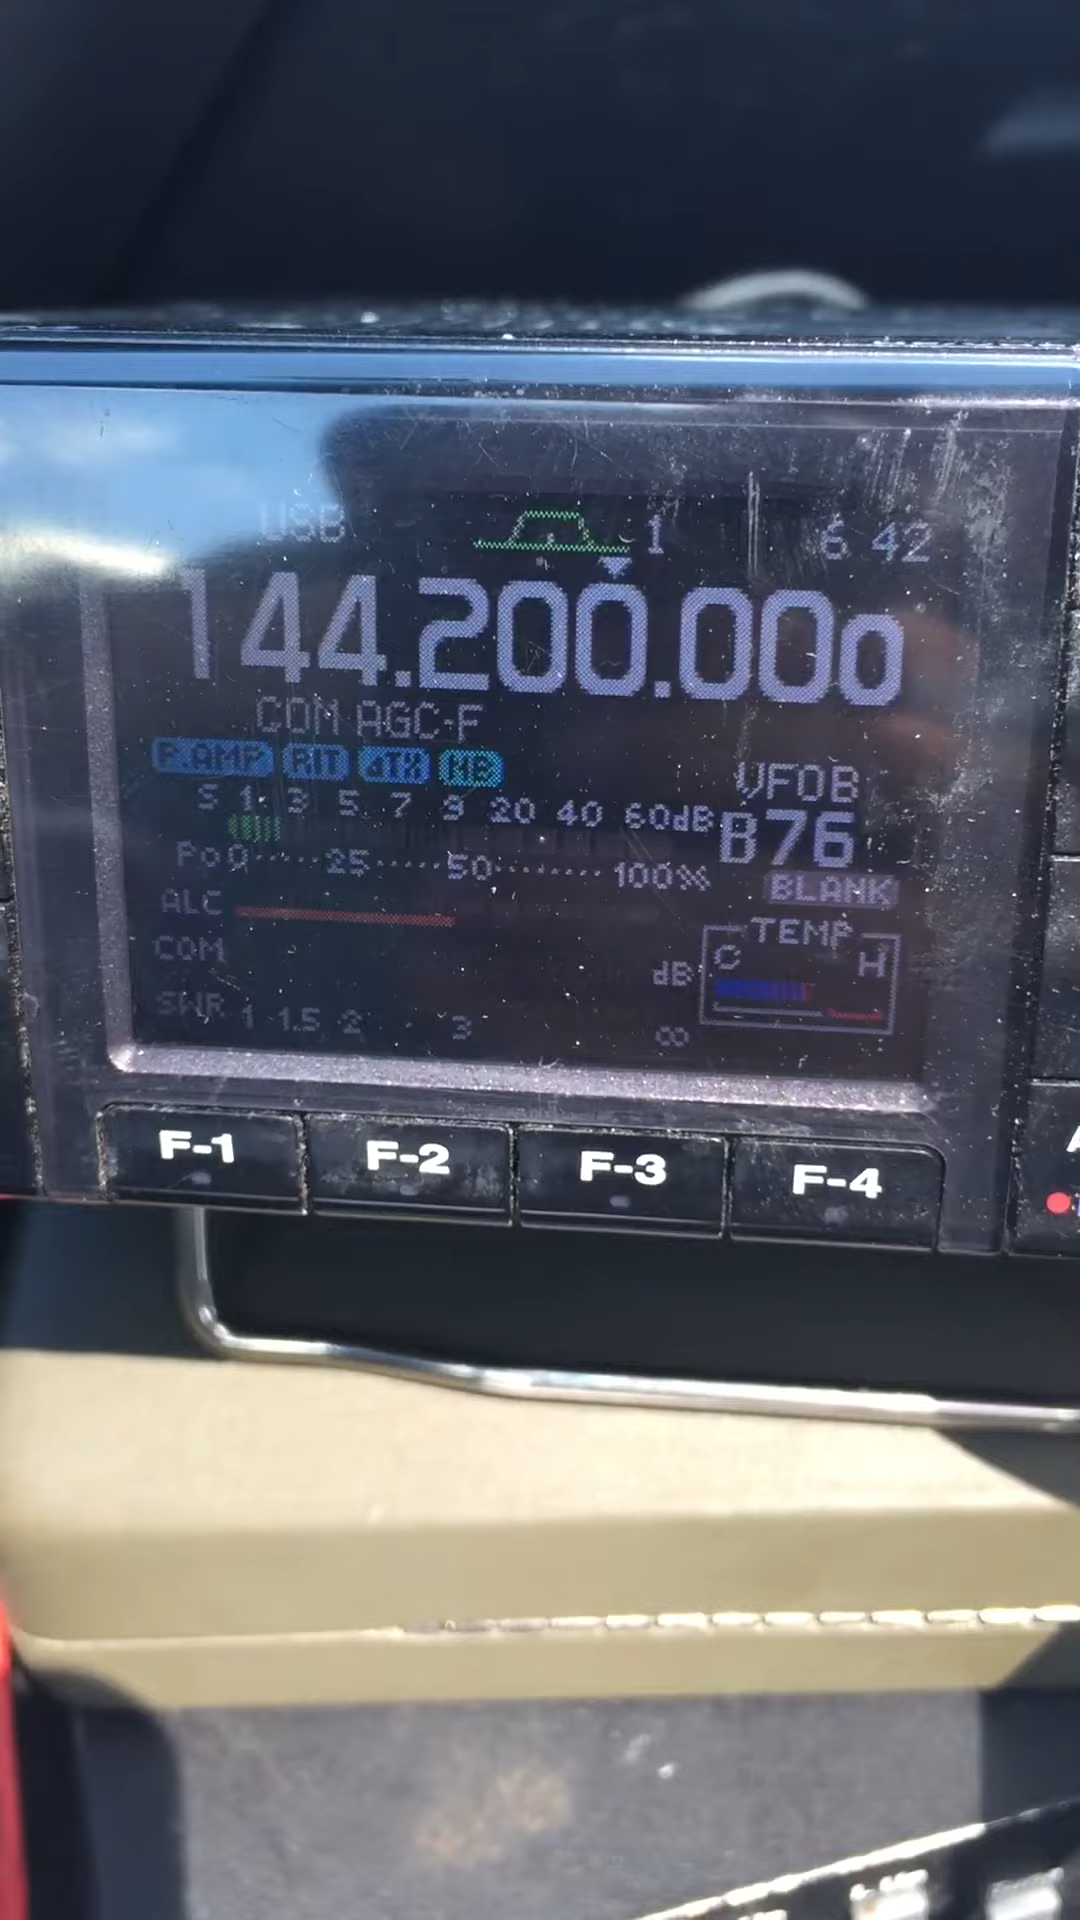 USB 1 6 42
144.200.000
COM AGC-F
P.AMP RIT NB
VFOB
S 1 3 5 7 9 20 40 60dB
B76
Po 0 25 50 100%
BLANK
ALC
TEMP
COM dB
C H
SWR 1 1.5 2 3 ∞
F-1 F-2 F-3 F-4